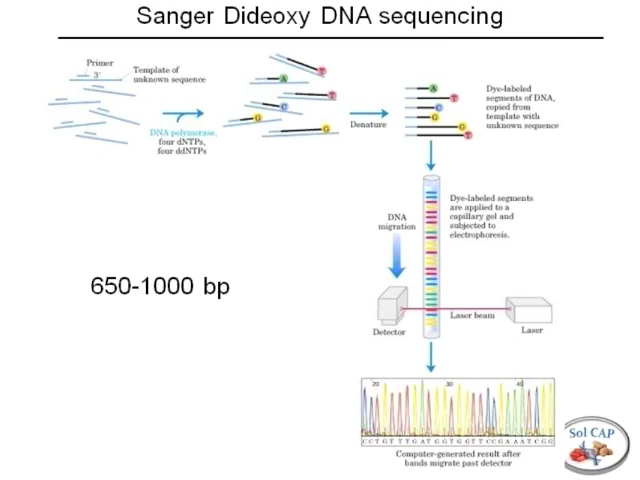 Sanger Dideoxy DNA sequencing
Primer
3'
Template of
unknown sequence
DNA polymerase,
four dNTPs,
four ddNTPs
T
A
T
C
G
G
Denature
A
T
C
G
G
T
Dye-labeled
segments of DNA,
copied from
template with
unknown sequence
DNA
migration
Dye-labeled segments
are applied to a
capillary gel and
subjected to
electrophoresis.
650-1000 bp
Detector
Laser beam
Laser
20 30 40
CCTGTTTGATGGTGGTTCCGAAATCGG
Computer-generated result after
bands migrate past detector
Sol CAP